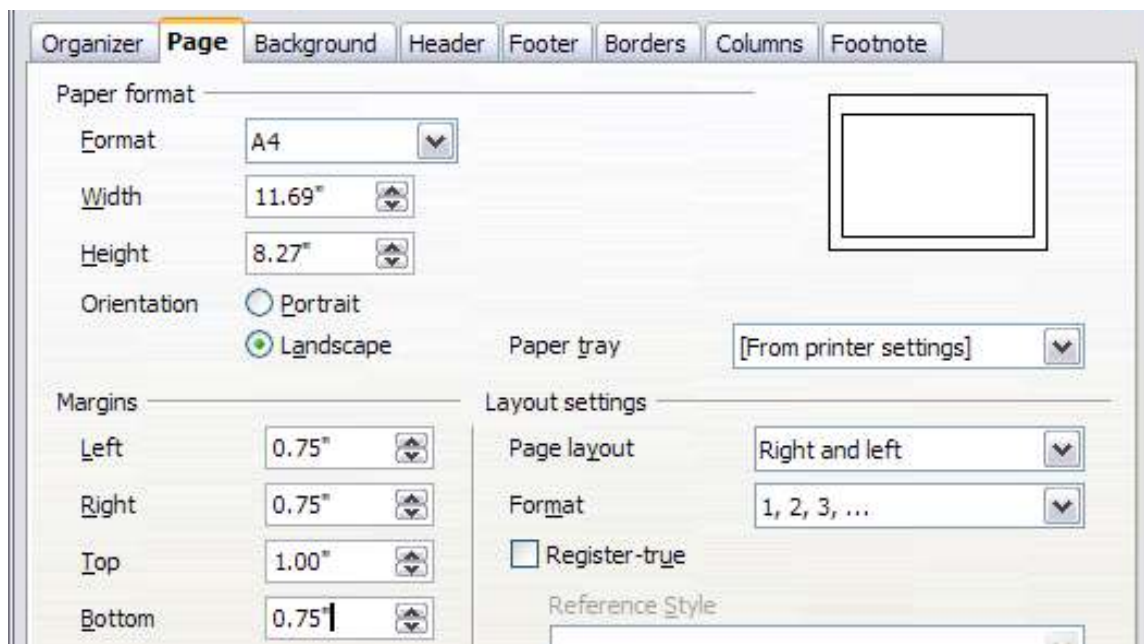 Organizer Page Background Header Footer Borders Columns Footnote
Paper format
Format A4
Width 11.69"
Height 8.27"
Orientation Portrait
Landscape Paper tray [From printer settings]
Margins Layout settings
Left 0.75" Page layout Right and left
Right 0.75" Format 1, 2, 3, ...
Top 1.00" Register-true
Bottom 0.75" Reference Style